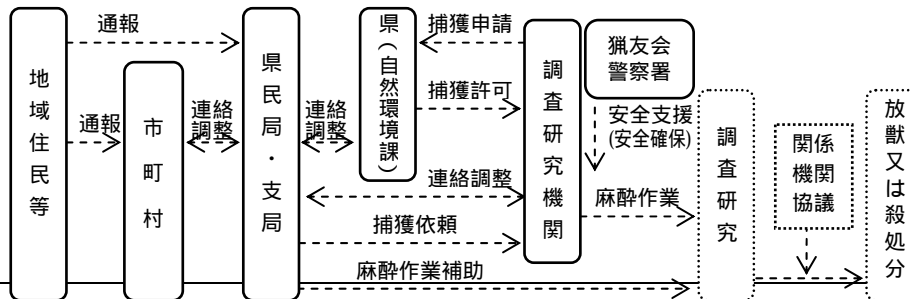 地域住民等
通報
通報
市町村
連絡
調整
県民局・支局
連絡
調整
県(自然環境課)
捕獲申請
捕獲許可
連絡調整
捕獲依頼
麻酔作業補助
調査研究機関
猟友会
警察署
安全支援
(安全確保)
麻酔作業
調査研究
関係
機関
協議
放獣又は殺処分